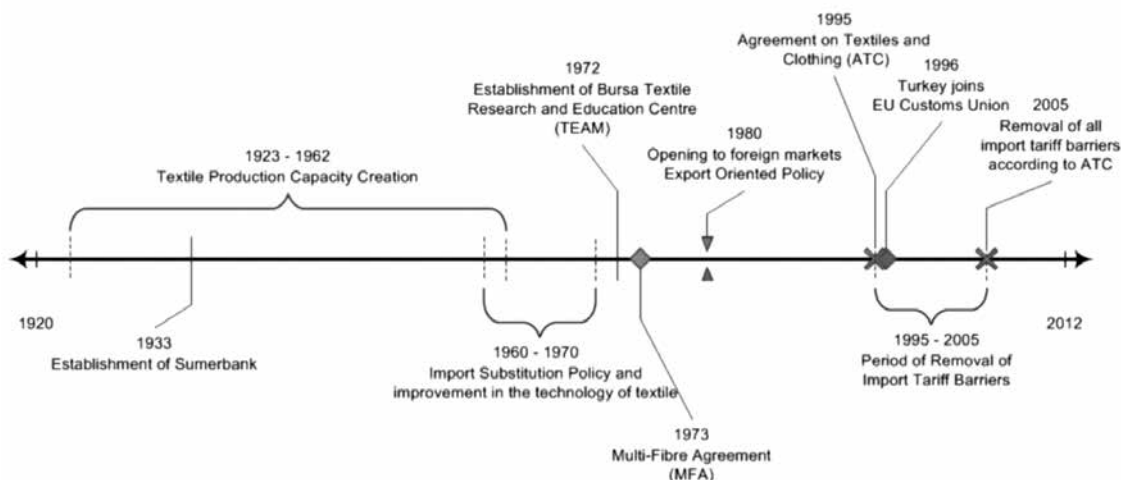 1995
Agreement on Textiles and
Clothing (ATC)
1996
Turkey joins
EU Customs Union
2005
Removal of all
import tariff barriers
according to ATC
1972
Establishment of Bursa Textile
Research and Education Centre
(TEAM)
1980
Opening to foreign markets
Export Oriented Policy
1923 - 1962
Textile Production Capacity Creation
1920
2012
1933
Establishment of Sumerbank
1960 - 1970
Import Substitution Policy and
improvement in the technology of textile
1995 - 2005
Period of Removal of
Import Tariff Barriers
1973
Multi-Fibre Agreement
(MFA)